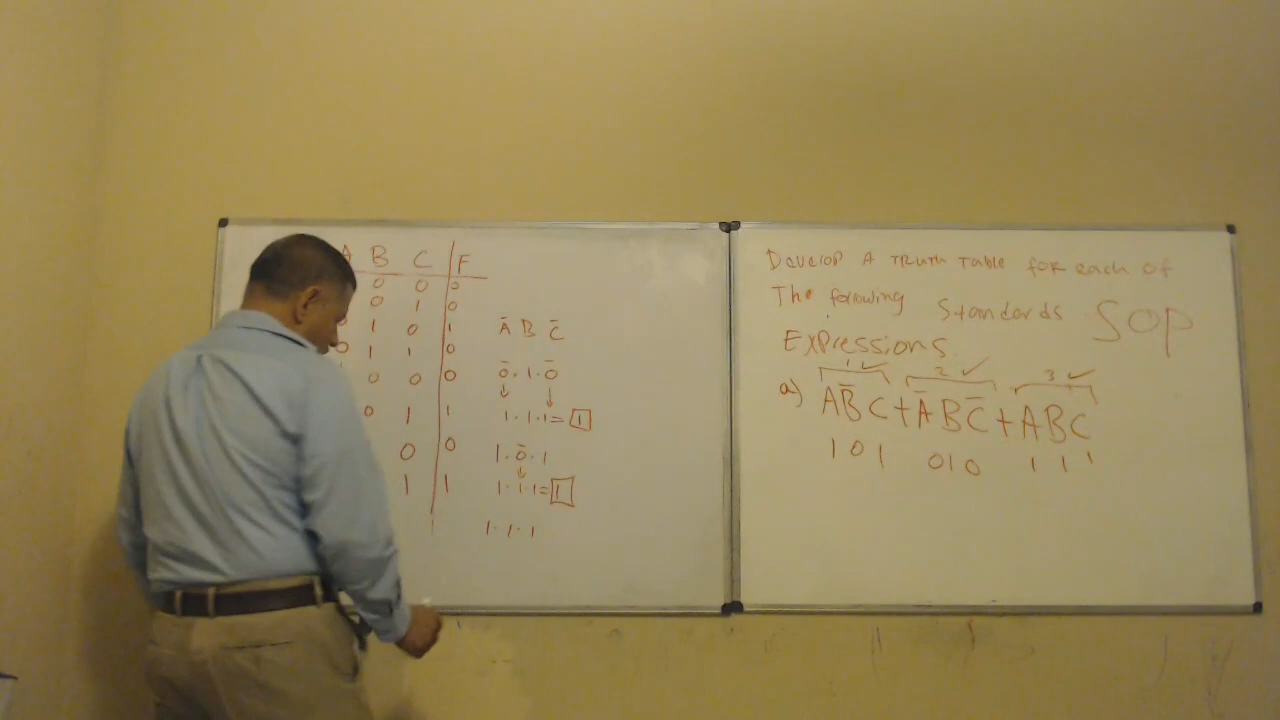 A B C F
0 0 0
0 1 0
0 1 0 1
0 1 1 0
0 0 0
0 1 1
0 0
1 1
A̅ B C̅
0̅ · 1 · 0̅
↓ ↓
1 · 1 · 1 = 1
1 · 0̅ · 1
↓
1 · 1 · 1 = 1
1 · 1 · 1
Develop A Truth Table for each of
The following Standards SOP
Expressions
1 ✓ 2 ✓ 3 ✓
a) AB̅C + A̅BC̅ + ABC
1 0 1 0 1 0 1 1 1